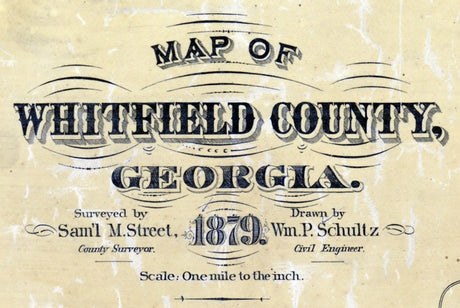 MAP OF
WHITFIELD COUNTY,
GEORGIA.
Surveyed by
Sam'l M. Street,
County Surveyor.
1879.
Drawn by
Wm. P. Schultz
Civil Engineer.
Scale: One mile to the inch.